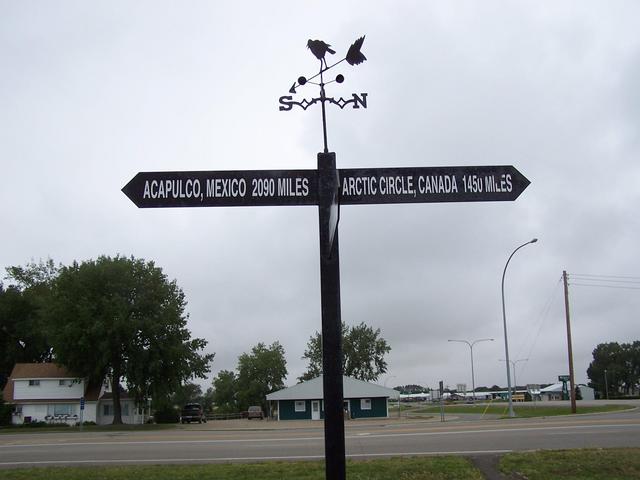 S N
ACAPULCO, MEXICO 2090 MILES
ARCTIC CIRCLE, CANADA 1450 MILES